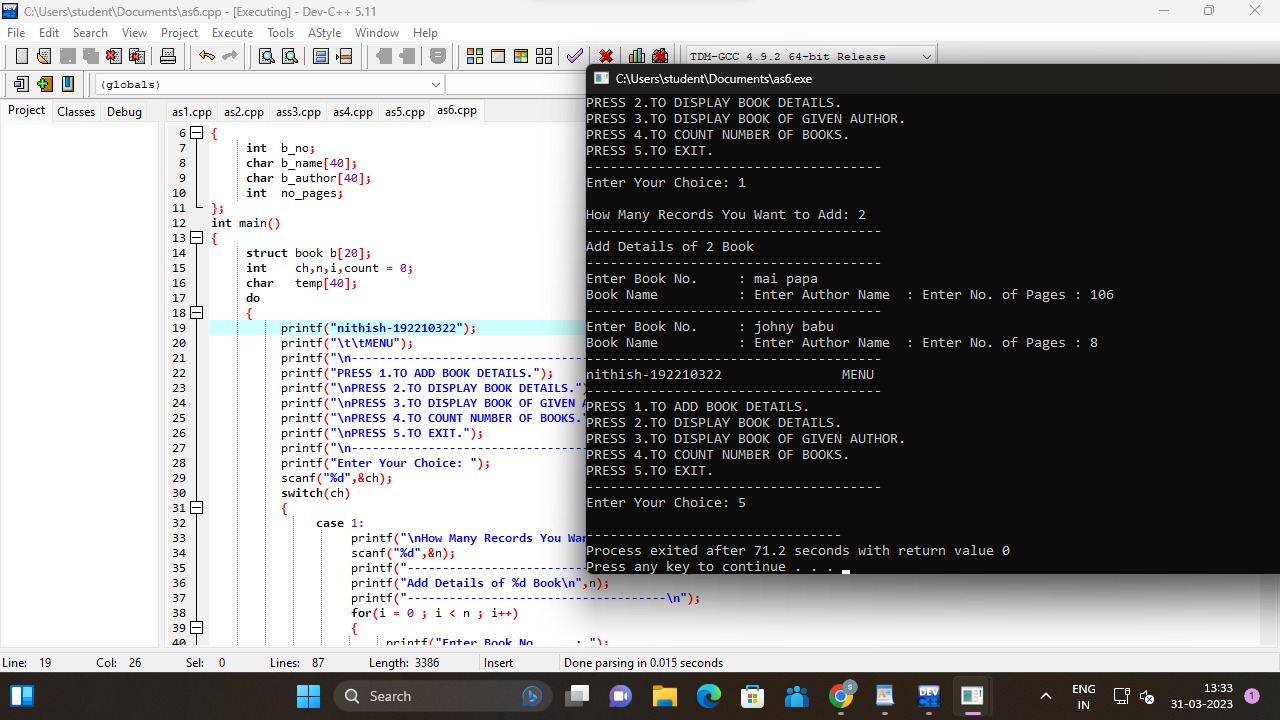 C:\Users\student\Documents\as6.cpp - [Executing] - Dev-C++ 5.11
File Edit Search View Project Execute Tools AStyle Window Help
TDM-GCC 4.9.2 64-bit Release
(globals)
Project Classes Debug
as1.cpp as2.cpp ass3.cpp as4.cpp as5.cpp as6.cpp
6 {
7 int b_no;
8 char b_name[40];
9 char b_author[40];
10 int no_pages;
11 };
12 int main()
13 {
14 struct book b[20];
15 int ch,n,i,count = 0;
16 char temp[40];
17 do
18 {
19 printf("nithish-192210322");
20 printf("\t\tMENU");
21 printf("\n------------------------------
22 printf("PRESS 1.TO ADD BOOK DETAILS.");
23 printf("\nPRESS 2.TO DISPLAY BOOK DETAILS."
24 printf("\nPRESS 3.TO DISPLAY BOOK OF GIVEN A
25 printf("\nPRESS 4.TO COUNT NUMBER OF BOOKS."
26 printf("\nPRESS 5.TO EXIT.");
27 printf("\n------------------------------
28 printf("Enter Your Choice: ");
29 scanf("%d",&ch);
30 switch(ch)
31 {
32 case 1:
33 printf("\nHow Many Records You Wan
34 scanf("%d",&n);
35 printf("-------------------------
36 printf("Add Details of %d Book\n",n);
37 printf("-------------------------------------\n");
38 for(i = 0 ; i < n ; i++)
39 {
40 printf("Enter Book No. : ");
C:\Users\student\Documents\as6.exe
PRESS 2.TO DISPLAY BOOK DETAILS.
PRESS 3.TO DISPLAY BOOK OF GIVEN AUTHOR.
PRESS 4.TO COUNT NUMBER OF BOOKS.
PRESS 5.TO EXIT.
-------------------------------------
Enter Your Choice: 1
How Many Records You Want to Add: 2
-------------------------------------
Add Details of 2 Book
-------------------------------------
Enter Book No. : mai papa
Book Name : Enter Author Name : Enter No. of Pages : 106
-------------------------------------
Enter Book No. : johny babu
Book Name : Enter Author Name : Enter No. of Pages : 8
-------------------------------------
nithish-192210322 MENU
-------------------------------------
PRESS 1.TO ADD BOOK DETAILS.
PRESS 2.TO DISPLAY BOOK DETAILS.
PRESS 3.TO DISPLAY BOOK OF GIVEN AUTHOR.
PRESS 4.TO COUNT NUMBER OF BOOKS.
PRESS 5.TO EXIT.
-------------------------------------
Enter Your Choice: 5
--------------------------------
Process exited after 71.2 seconds with return value 0
Press any key to continue . . .
Line: 19 Col: 26 Sel: 0 Lines: 87 Length: 3386 Insert Done parsing in 0.015 seconds
Search
DEV
S
ENG
IN
13:33
31-03-2023
1